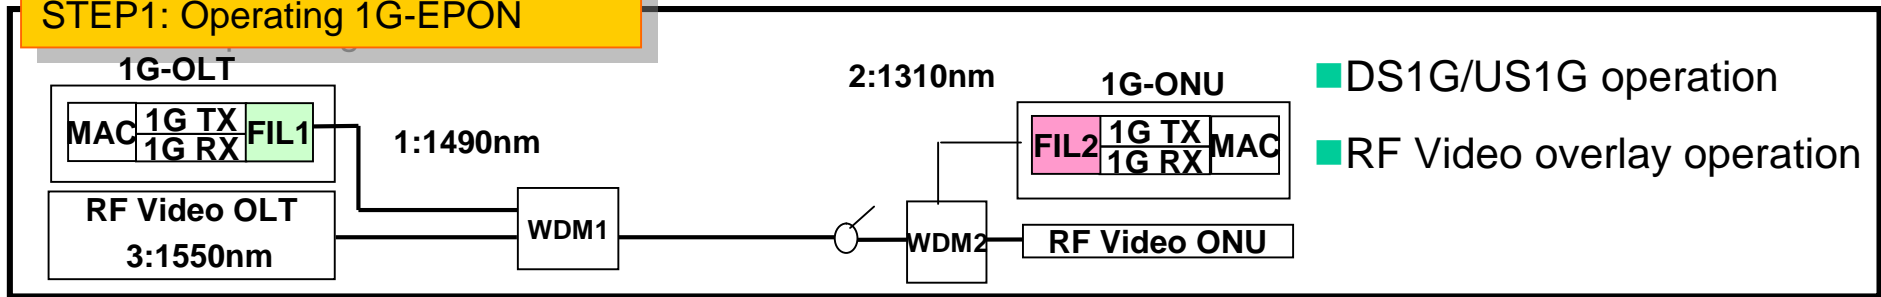 STEP1: Operating 1G-EPON
1G-OLT
MAC
1G TX
1G RX
FIL1
1:1490nm
RF Video OLT
3:1550nm
WDM1
2:1310nm
1G-ONU
FIL2
1G TX
1G RX
MAC
WDM2
RF Video ONU
DS1G/US1G operation
RF Video overlay operation